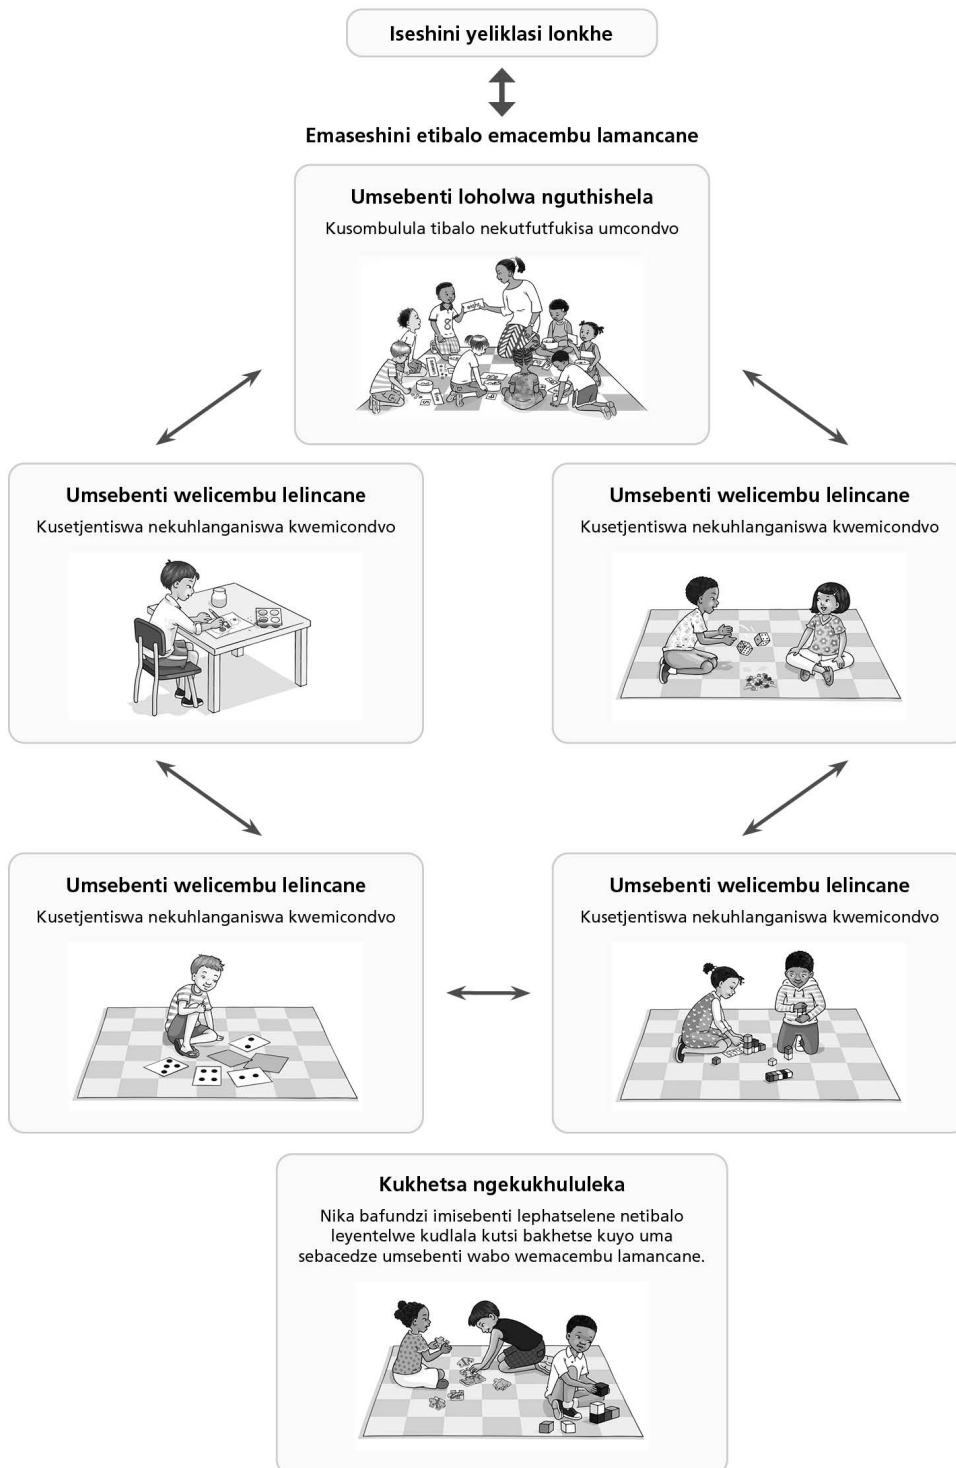 Iseshini yeliklasi lonkhe
Emaseshini etibalo emacembu lamancane
Umsebenti loholwa nguthishela
Kusombulula tibalo nekutfutfukisa umcondvo
Umsebenti welicembu lelincane
Kusetjentiswa nekuhlanganiswa kwemicondvo
Umsebenti welicembu lelincane
Kusetjentiswa nekuhlanganiswa kwemicondvo
Umsebenti welicembu lelincane
Kusetjentiswa nekuhlanganiswa kwemicondvo
Umsebenti welicembu lelincane
Kusetjentiswa nekuhlanganiswa kwemicondvo
Kukhetsa ngekukhululeka
Nika bafundzi imisebenti lephatselene netibalo
leyentelwe kudlala kutsi bakhetse kuyo uma
sebacedze umsebenti wabo wemacembu lamancane.